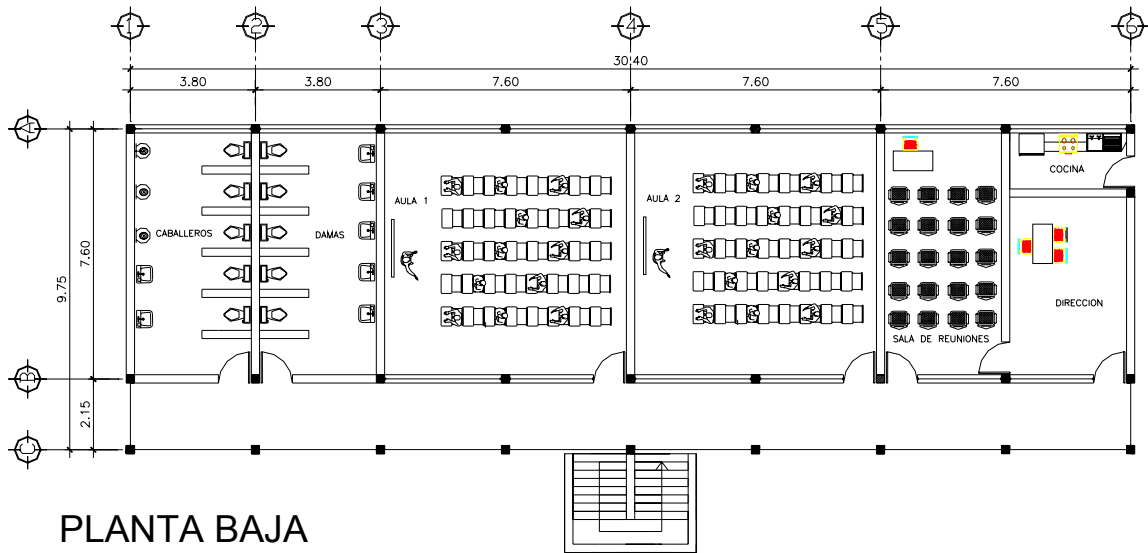 1 2 3 4 5 6
30.40
3.80 3.80 7.60 7.60 7.60
A
COCINA
AULA 1
AULA 2
CABALLEROS
DAMAS
7.60
9.75
DIRECCION
SALA DE REUNIONES
B
2.15
C
PLANTA BAJA